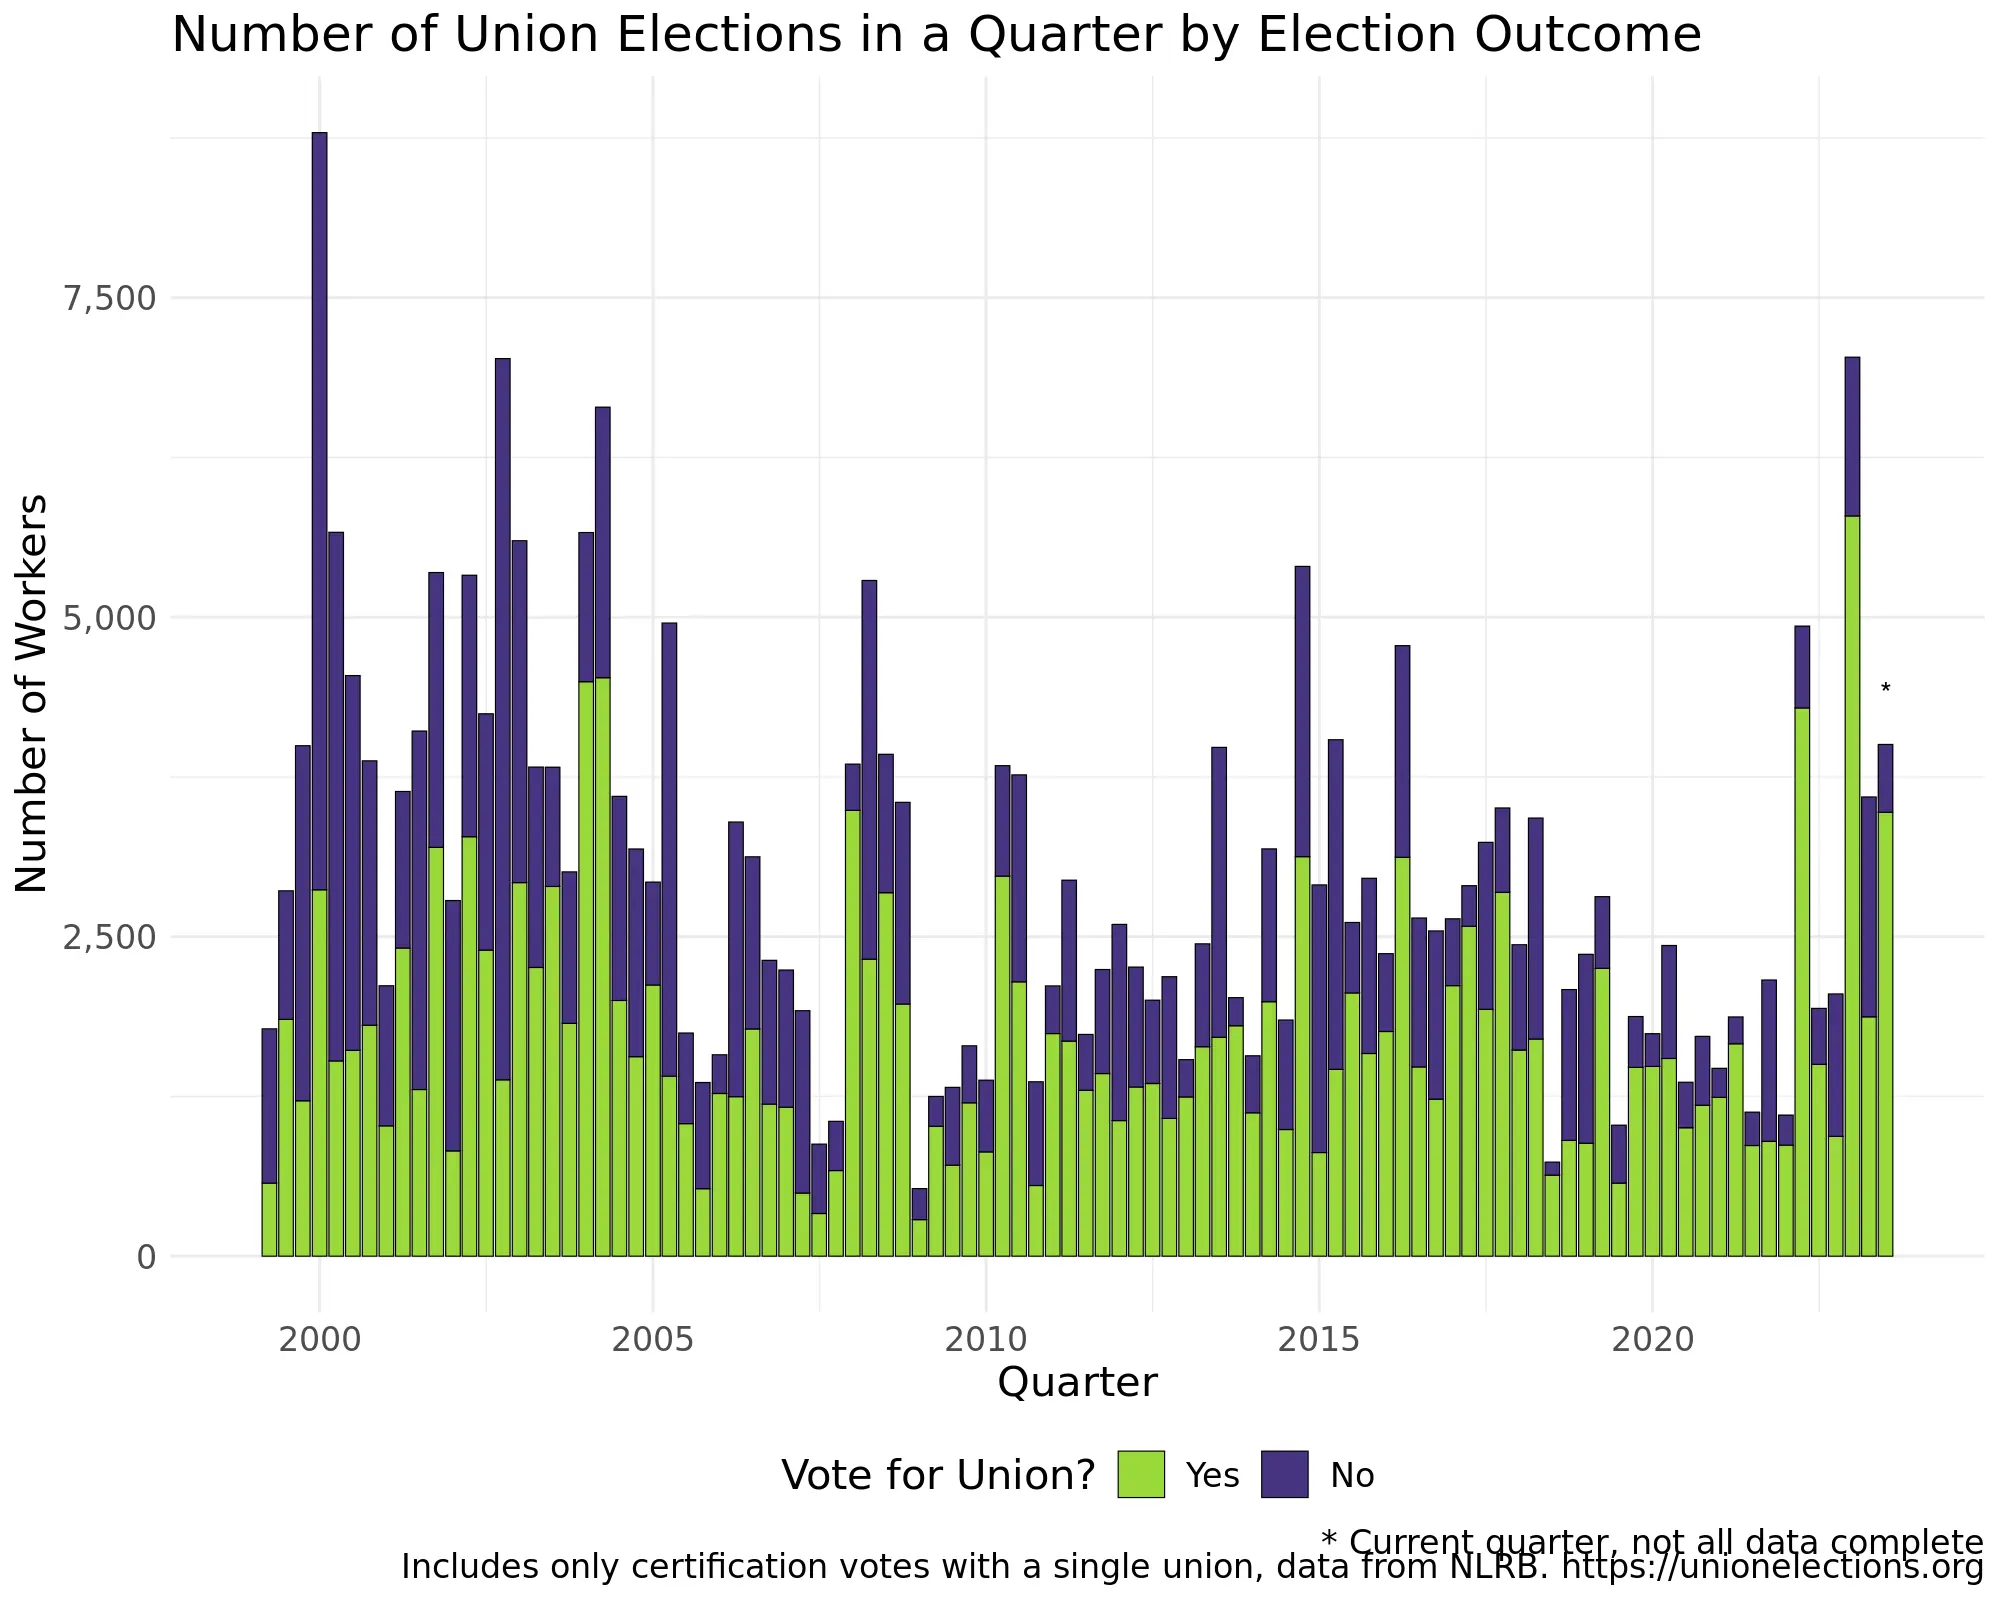 Number of Union Elections in a Quarter by Election Outcome
Number of Workers
7,500
5,000
2,500
0
*
2000 2005 2010 2015 2020
Quarter
Vote for Union? Yes No
* Current quarter, not all data complete
Includes only certification votes with a single union, data from NLRB. https://unionelections.org